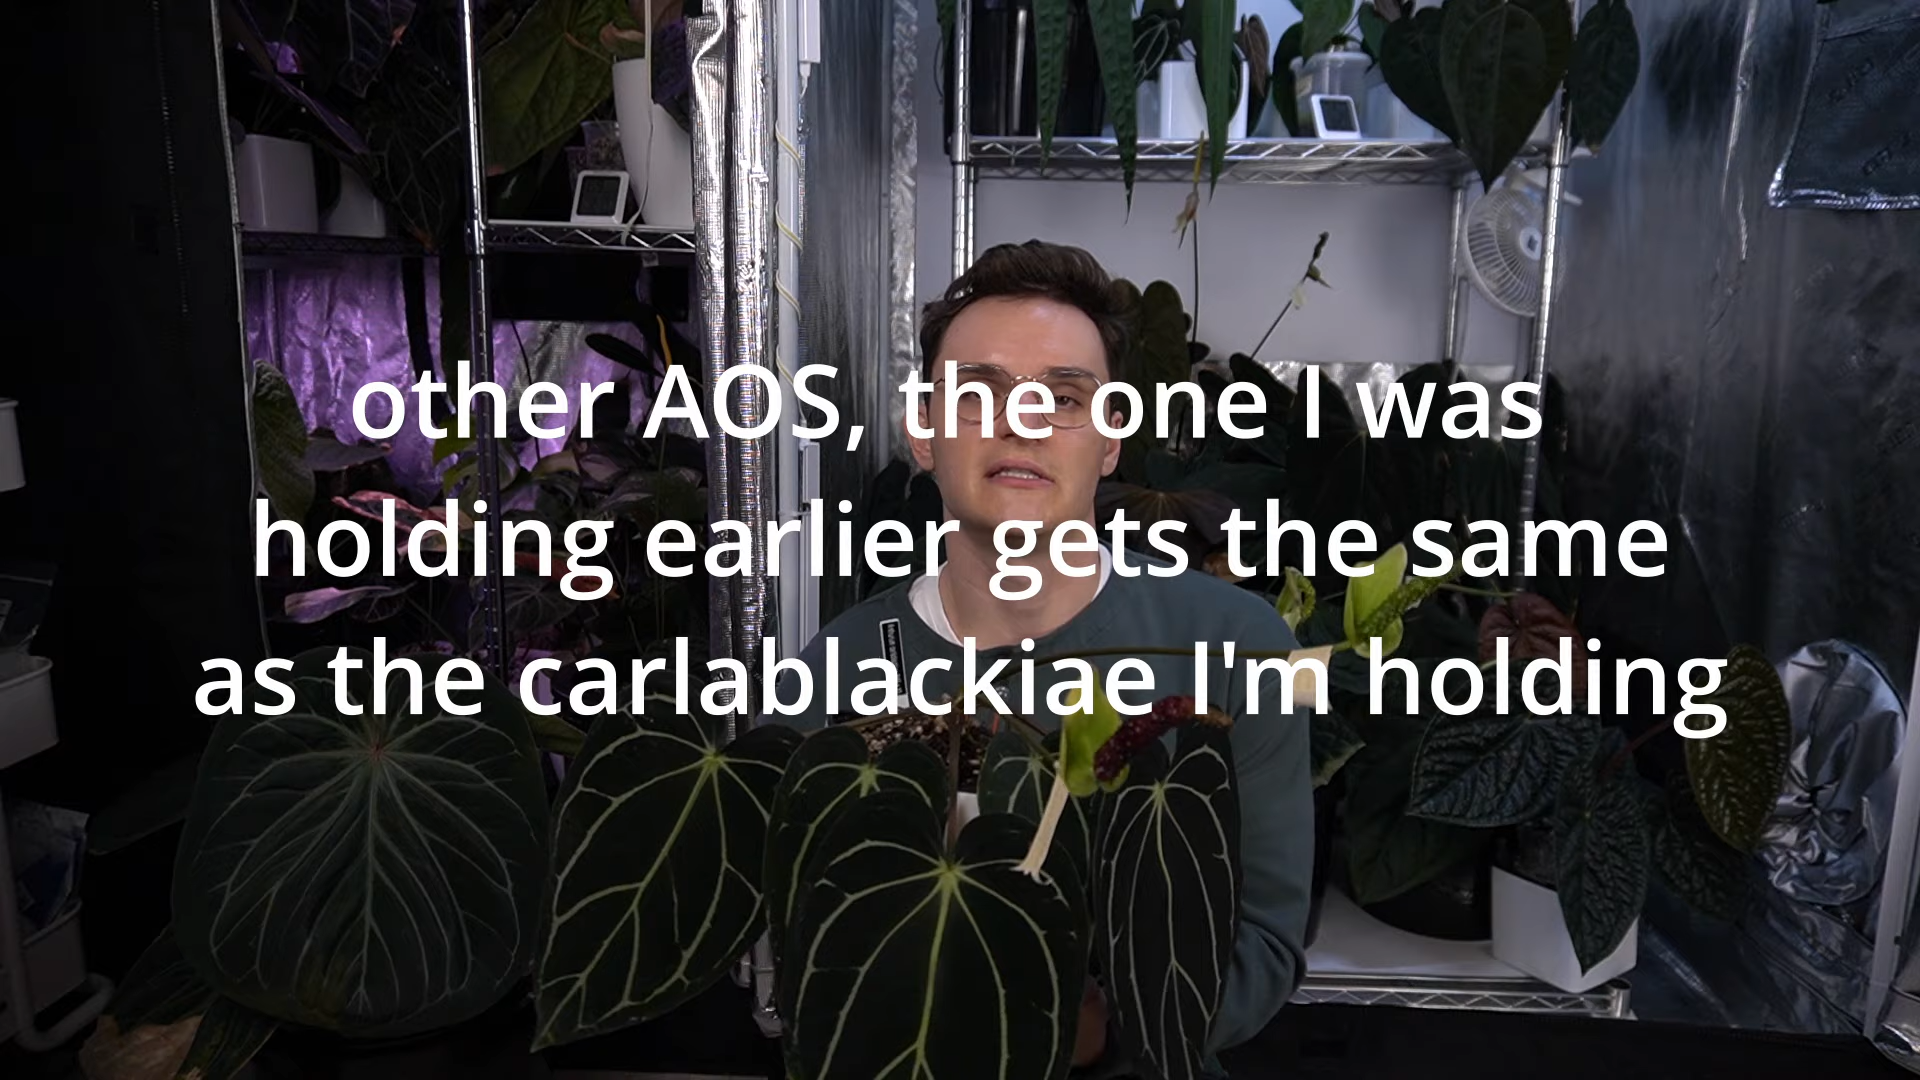 other AOS, the one I was
holding earlier gets the same
as the carlablackiae I'm holding